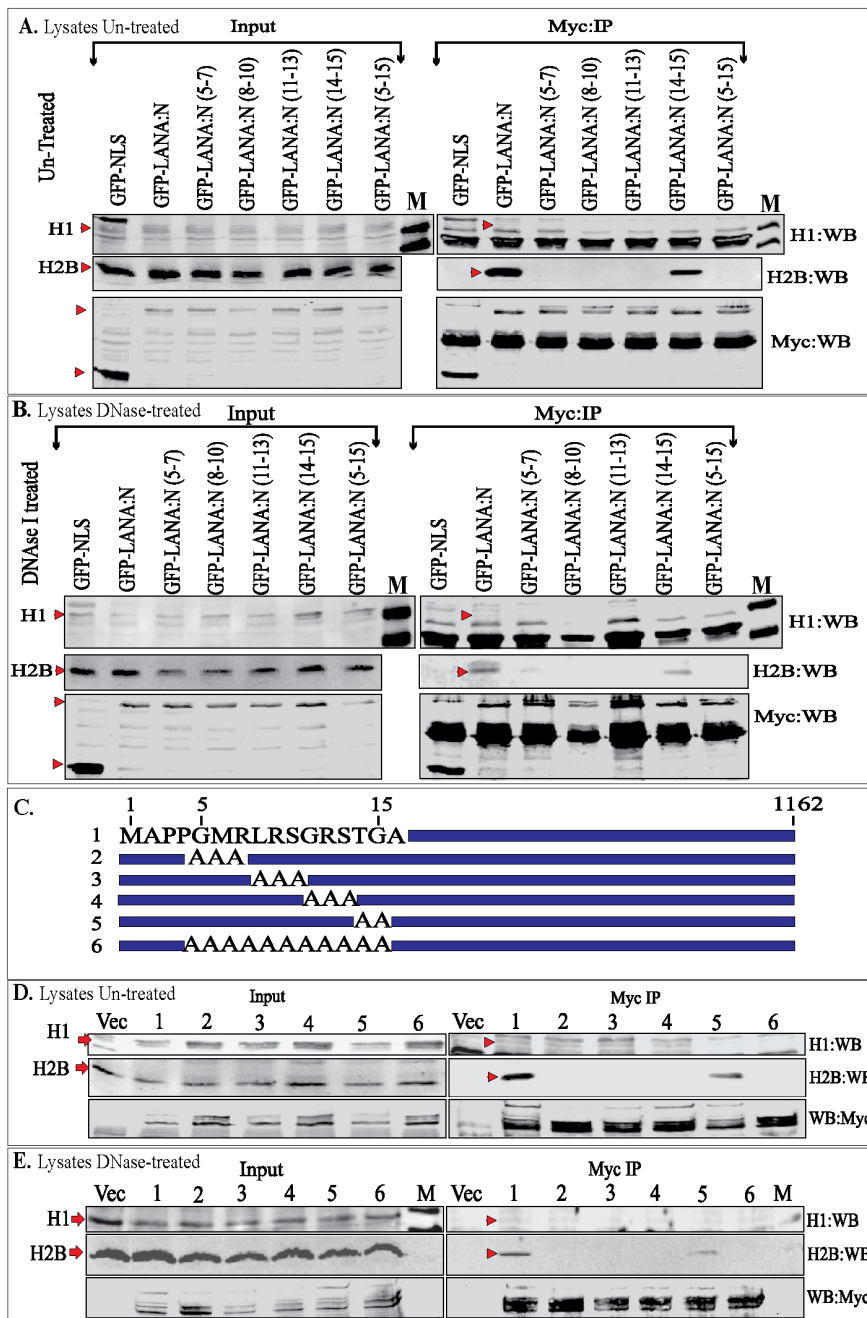 A. Lysates Un-treated
Input
Myc:IP
Un-Treated
GFP-NLS
GFP-LANA:N
GFP-LANA:N (5-7)
GFP-LANA:N (8-10)
GFP-LANA:N (11-13)
GFP-LANA:N (14-15)
GFP-LANA:N (5-15)
M
GFP-NLS
GFP-LANA:N
GFP-LANA:N (5-7)
GFP-LANA:N (8-10)
GFP-LANA:N (11-13)
GFP-LANA:N (14-15)
GFP-LANA:N (5-15)
M
H1
H1:WB
H2B
H2B:WB
Myc:WB
B. Lysates DNase-treated
Input
Myc:IP
DNAse I treated
GFP-NLS
GFP-LANA:N
GFP-LANA:N (5-7)
GFP-LANA:N (8-10)
GFP-LANA:N (11-13)
GFP-LANA:N (14-15)
GFP-LANA:N (5-15)
M
GFP-NLS
GFP-LANA:N
GFP-LANA:N (5-7)
GFP-LANA:N (8-10)
GFP-LANA:N (11-13)
GFP-LANA:N (14-15)
GFP-LANA:N (5-15)
M
H1
H1:WB
H2B
H2B:WB
Myc:WB
C.
1 5 15 1162
1 MAPPGMRLRSGRSTGA
2 AAA
3 AAA
4 AAA
5 AA
6 AAAAAAAAAAA
D. Lysates Un-treated
Input
Myc IP
Vec 1 2 3 4 5 6
Vec 1 2 3 4 5 6
H1
H1:WB
H2B
H2B:WB
WB:Myc
E. Lysates DNase-treated
Input
Myc IP
Vec 1 2 3 4 5 6 M
Vec 1 2 3 4 5 6 M
H1
H1:WB
H2B
H2B:WB
WB:Myc